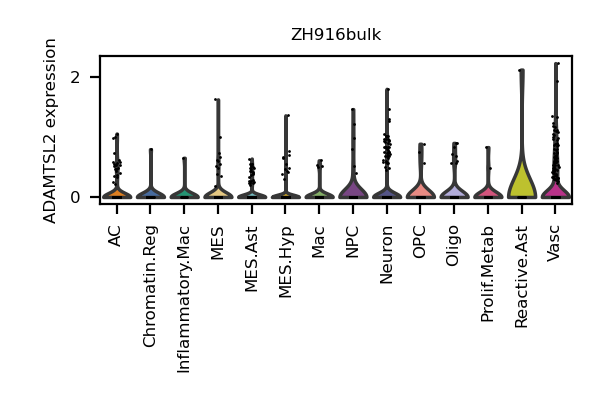 ZH916bulk
ADAMTSL2 expression
2
0
AC
Chromatin.Reg
Inflammatory.Mac
MES
MES.Ast
MES.Hyp
Mac
NPC
Neuron
OPC
Oligo
Prolif.Metab
Reactive.Ast
Vasc